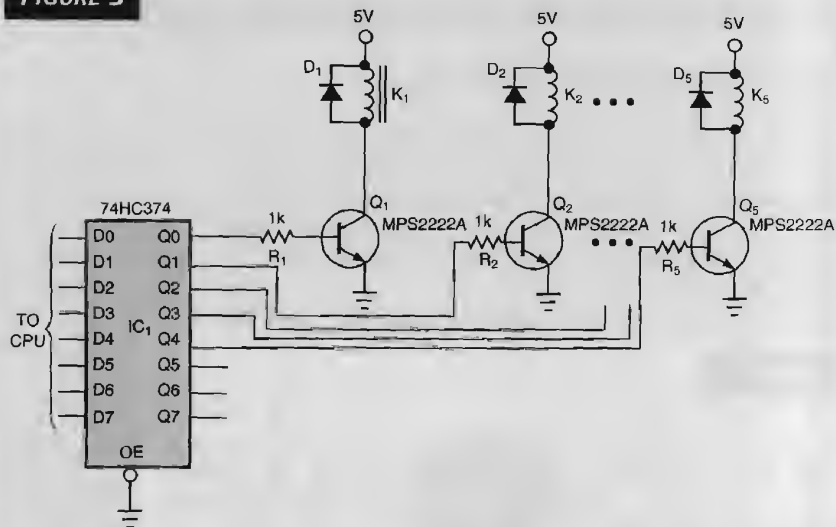 FIGURE 3
5V
5V
5V
D1
K1
D2
K2
D5
K5
Q1
MPS2222A
Q2
MPS2222A
Q5
MPS2222A
1k
R1
1k
R2
1k
R5
74HC374
TO
CPU
D0
D1
D2
D3
D4
D5
D6
D7
IC1
Q0
Q1
Q2
Q3
Q4
Q5
Q6
Q7
OE